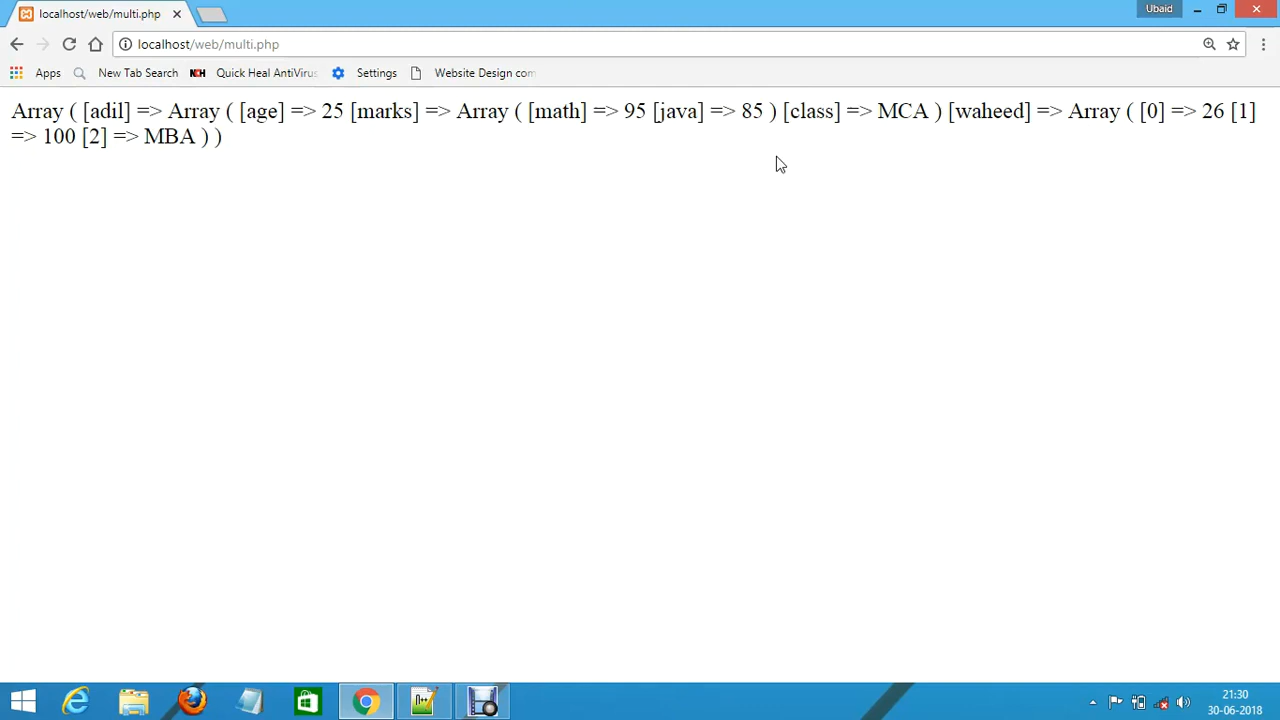 localhost/web/multi.php
Ubaid
localhost/web/multi.php
Apps New Tab Search Quick Heal AntiVirus Settings Website Design com
Array ( [adil] => Array ( [age] => 25 [marks] => Array ( [math] => 95 [java] => 85 ) [class] => MCA ) [waheed] => Array ( [0] => 26 [1]
=> 100 [2] => MBA ) )
21:30
30-06-2018